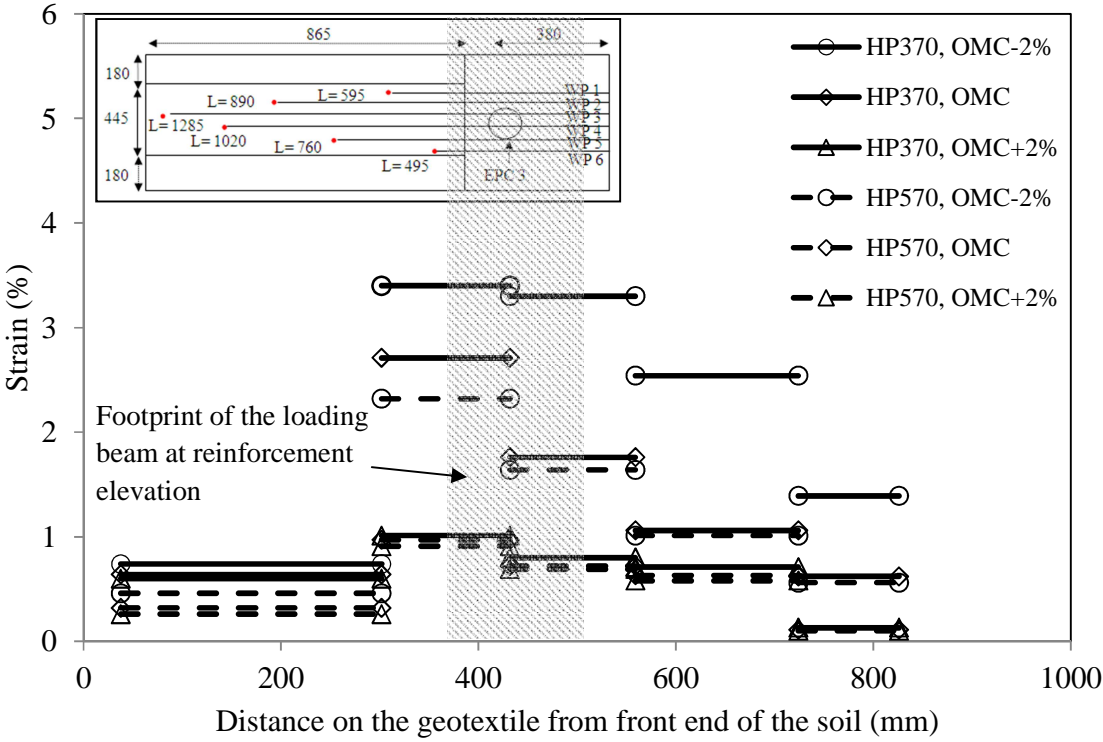 6
5
4
3
2
1
0
Strain (%)
0 200 400 600 800 1000
Distance on the geotextile from front end of the soil (mm)
865 380
180
445
180
L=595
L=890
L=1285
L=1020
L=760
L=495
WP 1
WP 2
WP 3
WP 4
WP 5
WP 6
EPC 3
HP370, OMC-2%
HP370, OMC
HP370, OMC+2%
HP570, OMC-2%
HP570, OMC
HP570, OMC+2%
Footprint of the loading
beam at reinforcement
elevation